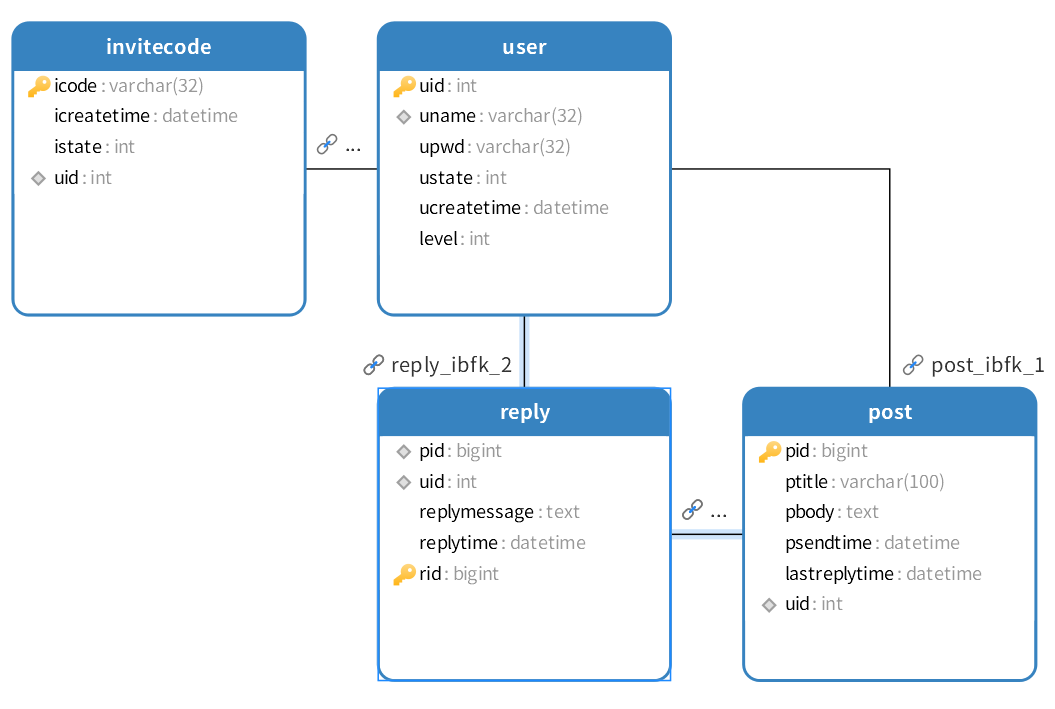 invitecode
icode : varchar(32)
icreatetime : datetime
istate : int
uid : int
...
user
uid : int
uname : varchar(32)
upwd : varchar(32)
ustate : int
ucreatetime : datetime
level : int
reply_ibfk_2
post_ibfk_1
reply
pid : bigint
uid : int
replymessage : text
replytime : datetime
rid : bigint
...
post
pid : bigint
ptitle : varchar(100)
pbody : text
psendtime : datetime
lastreplytime : datetime
uid : int